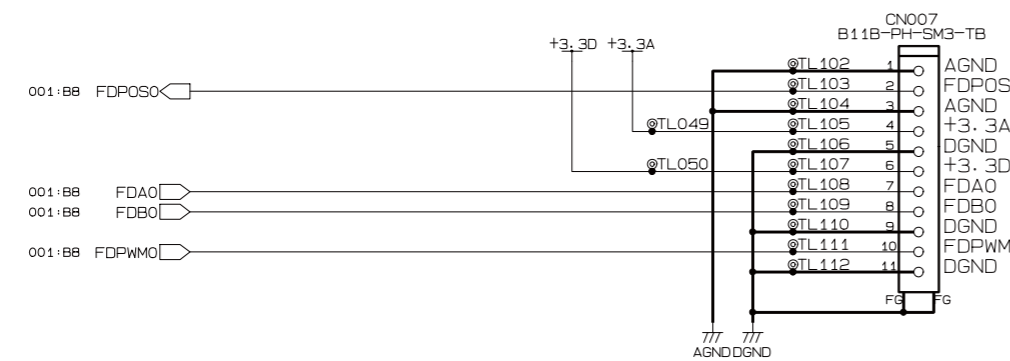 CN007
B11B-PH-SM3-TB
+3.3D +3.3A
TL102 1 AGND
001:B8 FDPOS0 TL103 2 FDPOS
TL104 3 AGND
TL049 TL105 4 +3.3A
TL106 5 DGND
TL050 TL107 6 +3.3D
001:B8 FDA0 TL108 7 FDA0
001:B8 FDB0 TL109 8 FDB0
TL110 9 DGND
001:B8 FDPWM0 TL111 10 FDPWM
TL112 11 DGND
FG FG
AGND DGND